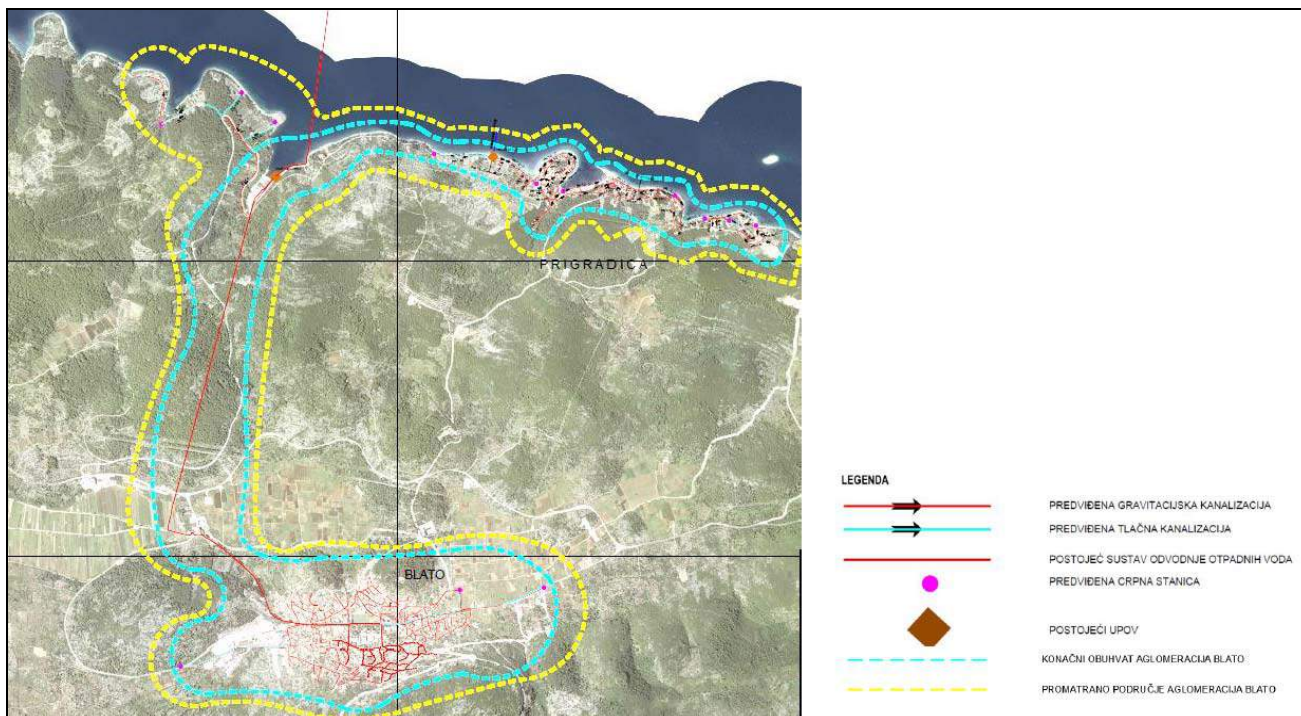 PRIGRADICA
BLATO
LEGENDA
PREDVIĐENA GRAVITACIJSKA KANALIZACIJA
PREDVIĐENA TLAČNA KANALIZACIJA
POSTOJEĆ SUSTAV ODVODNJE OTPADNIH VODA
PREDVIĐENA CRPNA STANICA
POSTOJEĆI UPOV
KONAČNI OBUHVAT AGLOMERACIJA BLATO
PROMATRANO PODRUČJE AGLOMERACIJA BLATO